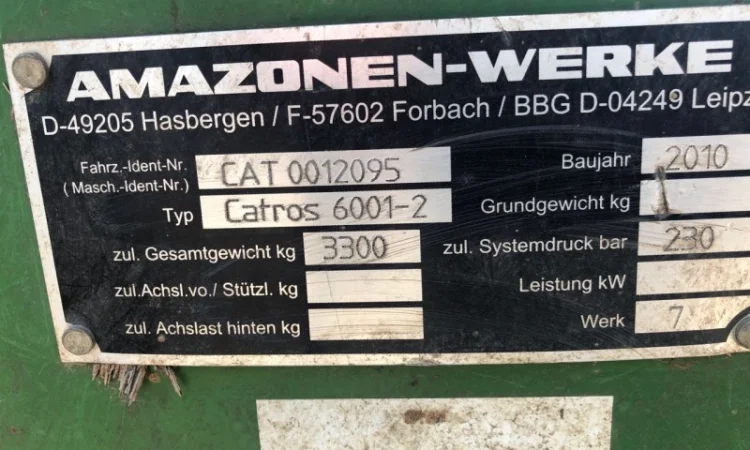 AMAZONEN-WERKE
D-49205 Hasbergen / F-57602 Forbach / BBG D-04249 Leipz
Fahrz.-Ident-Nr. CAT 0012095 Baujahr 2010
( Masch.-Ident-Nr.)
Typ Catros 6001-2 Grundgewicht kg
zul. Gesamtgewicht kg 3300 zul. Systemdruck bar 230
zul.Achsl.vo./ Stützl. kg Leistung kW
zul. Achslast hinten kg Werk 7